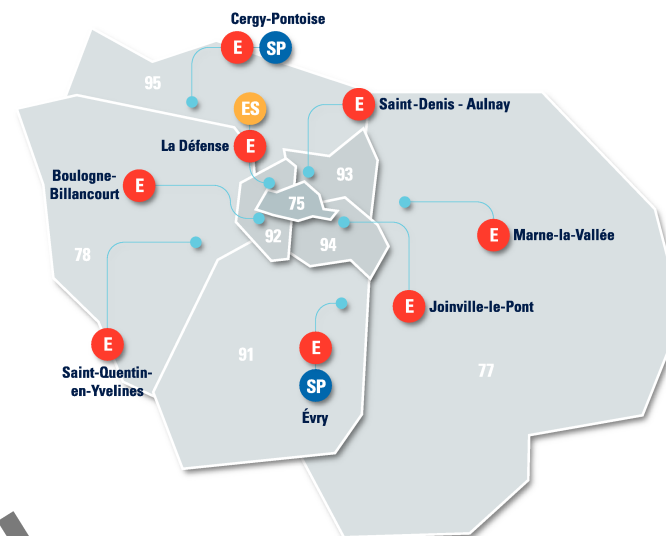 Cergy-Pontoise
E SP
95
ES
E Saint-Denis - Aulnay
La Défense E
Boulogne-
Billancourt
E
93
75
92
94
78
E Marne-la-Vallée
E Joinville-le-Pont
E
Saint-Quentin-
en-Yvelines
91
E
SP
Évry
77